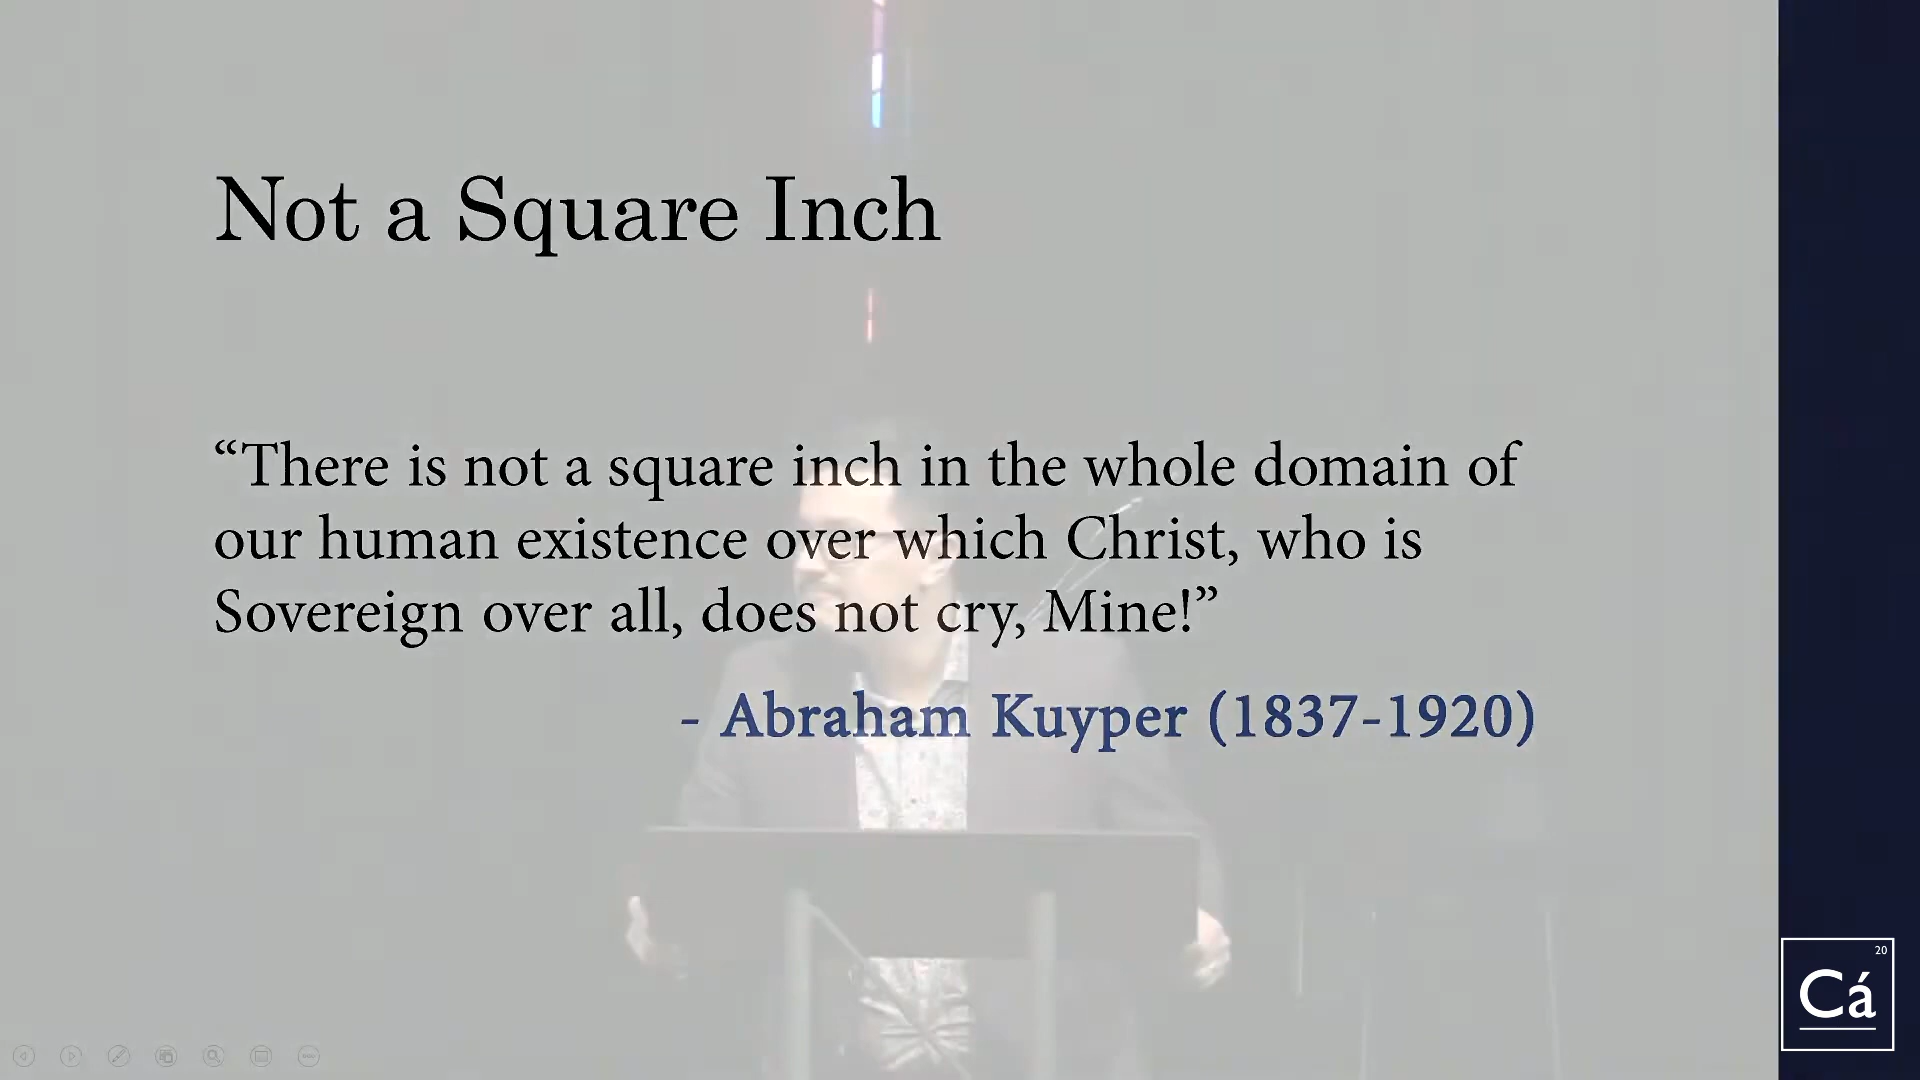 Not a Square Inch
“There is not a square inch in the whole domain of
our human existence over which Christ, who is
Sovereign over all, does not cry, Mine!”
- Abraham Kuyper (1837-1920)
20
Cá